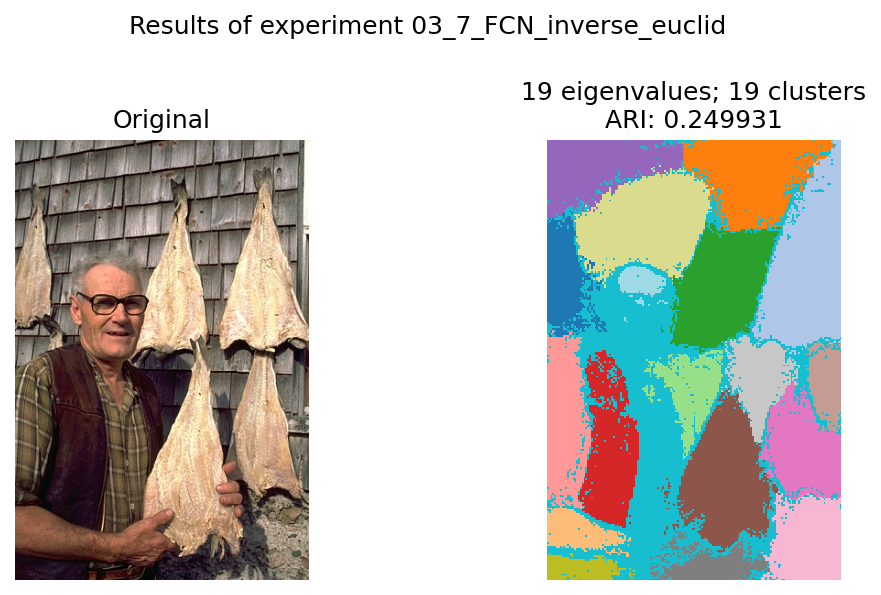 Results of experiment 03_7_FCN_inverse_euclid
Original
19 eigenvalues; 19 clusters
ARI: 0.249931